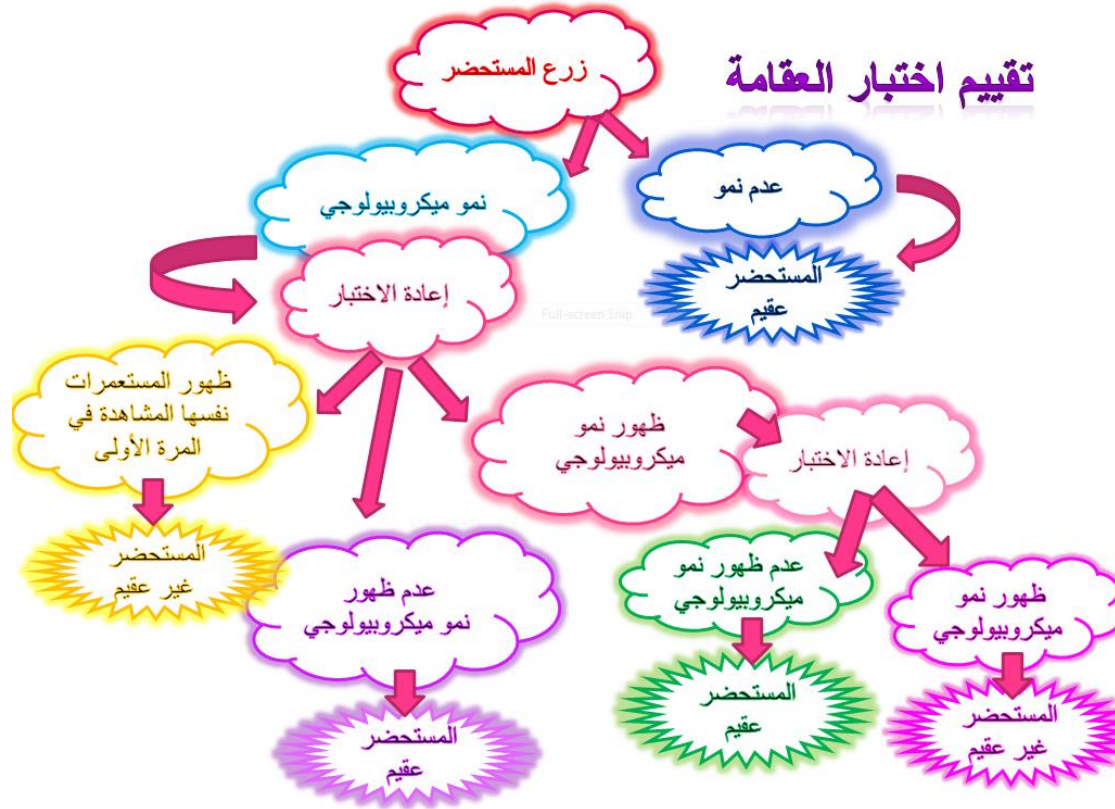 تقييم اختبار العقامة
زرع المستحضر
عدم نمو
نمو ميكروبيولوجي
المستحضر
عقيم
إعادة الاختبار
Full-screen Snip
ظهور المستعمرات
نفسها المشاهدة في
المرة الأولى
ظهور نمو
ميكروبيولوجي
إعادة الاختبار
المستحضر
غير عقيم
عدم ظهور
نمو ميكروبيولوجي
عدم ظهور نمو
ميكروبيولوجي
ظهور نمو
ميكروبيولوجي
المستحضر
عقيم
المستحضر
عقيم
المستحضر
غير عقيم